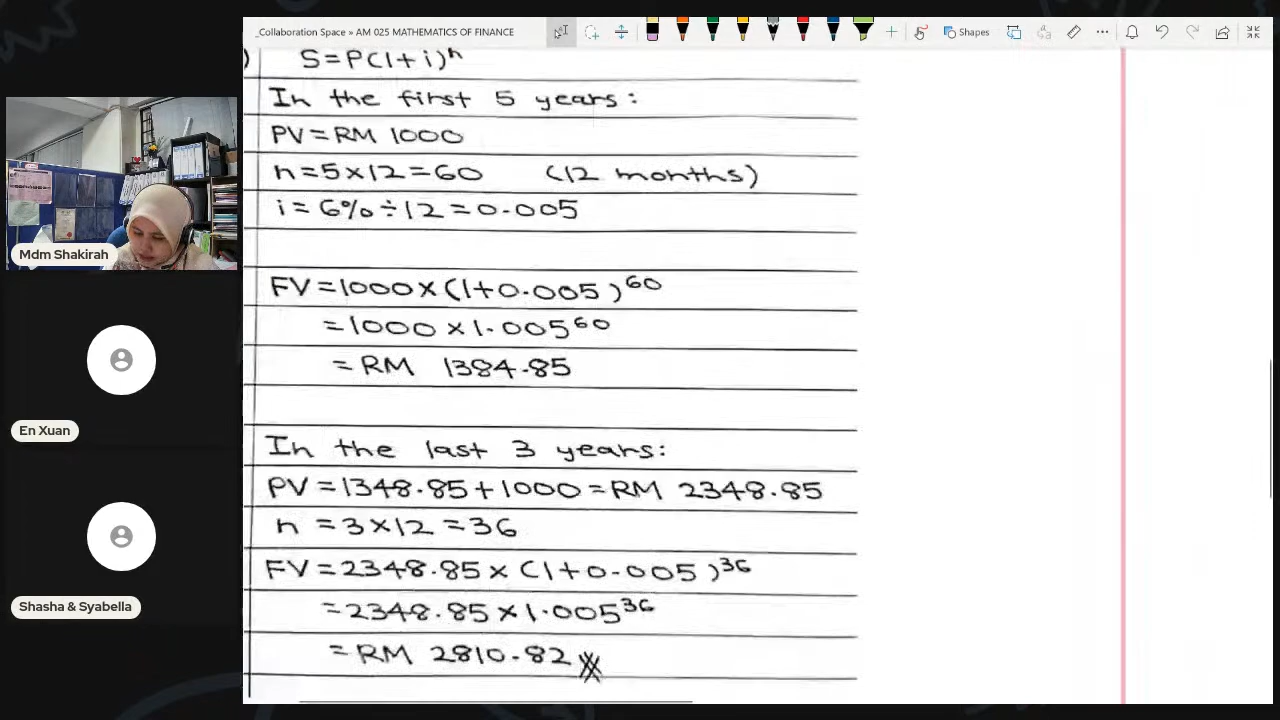 _Collaboration Space » AM 025 MATHEMATICS OF FINANCE
Shapes
) S=P(1+i)ⁿ
In the first 5 years:
PV=RM 1000
n=5×12=60 (12 months)
i=6%÷12=0.005
FV=1000×(1+0.005)⁶⁰
=1000×1.005⁶⁰
=RM 1384.85
In the last 3 years:
PV=1348.85+1000=RM 2348.85
n=3×12=36
FV=2348.85×(1+0.005)³⁶
=2348.85×1.005³⁶
=RM 2810.82
Mdm Shakirah
En Xuan
Shasha & Syabella